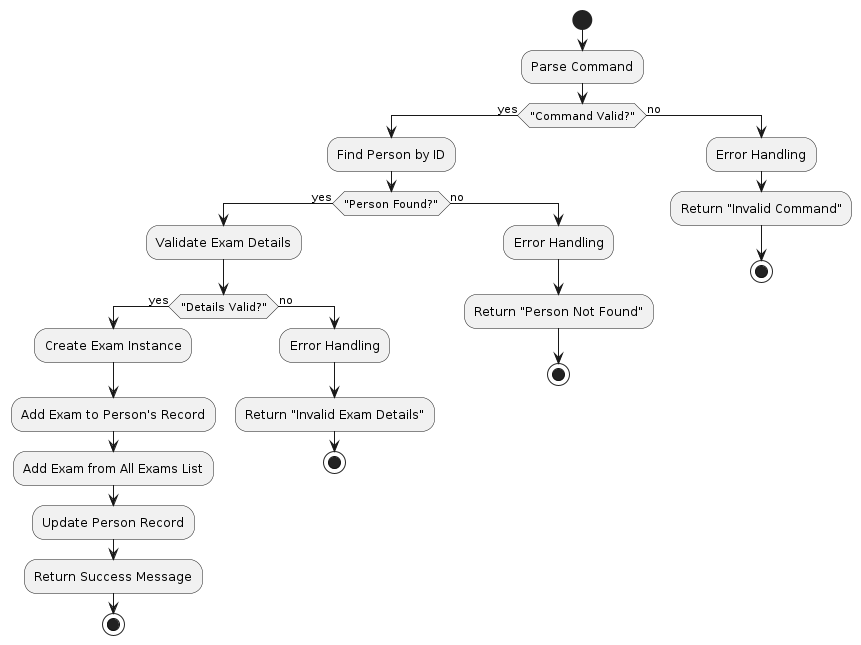 Parse Command
yes
"Command Valid?"
no
Find Person by ID
Error Handling
yes
"Person Found?"
no
Return "Invalid Command"
Validate Exam Details
Error Handling
yes
"Details Valid?"
no
Return "Person Not Found"
Create Exam Instance
Error Handling
Add Exam to Person's Record
Return "Invalid Exam Details"
Add Exam from All Exams List
Update Person Record
Return Success Message